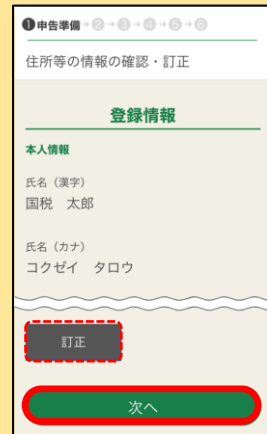 ❶申告準備→②→③→④→⑤→⑥
住所等の情報の確認・訂正
登録情報
本人情報
氏名（漢字）
国税　太郎
氏名（カナ）
コクゼイ　タロウ
訂正
次へ